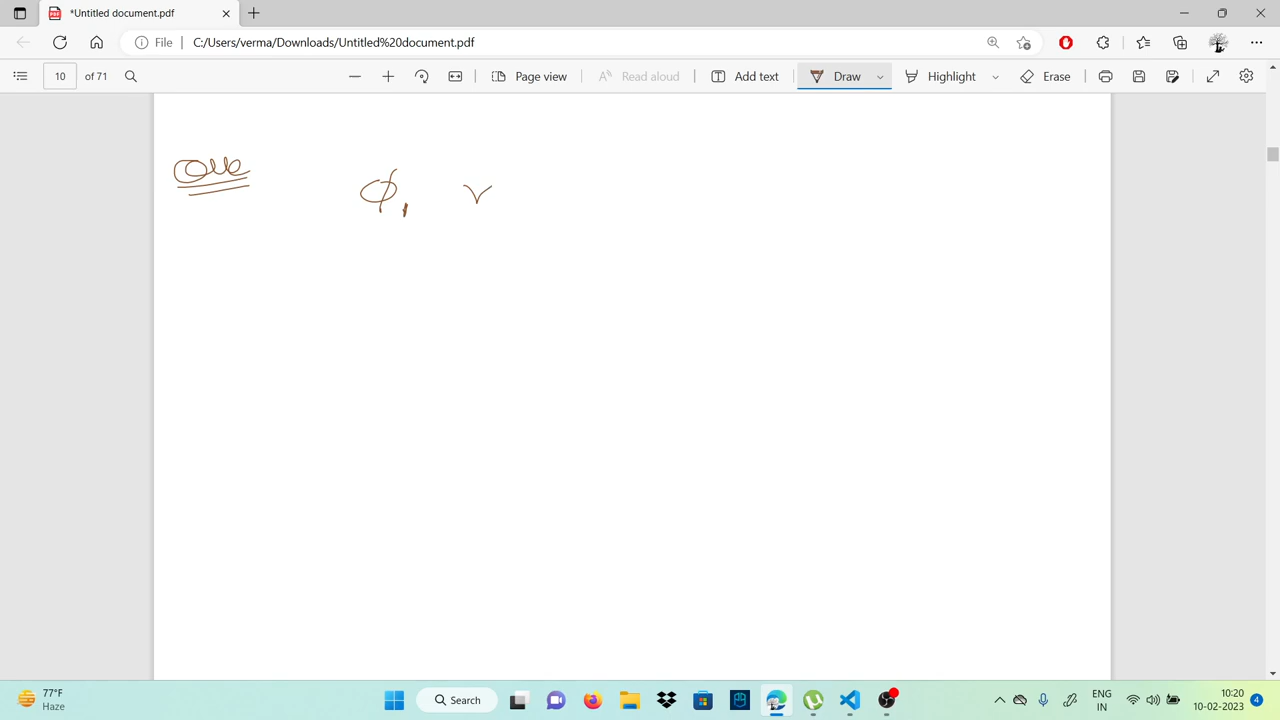 *Untitled document.pdf
File C:/Users/verma/Downloads/Untitled%20document.pdf
10 of 71 Page view Read aloud Add text Draw Highlight Erase
Que
ϕ, v
77°F
Haze
Search
ENG
IN
10:20
10-02-2023
4